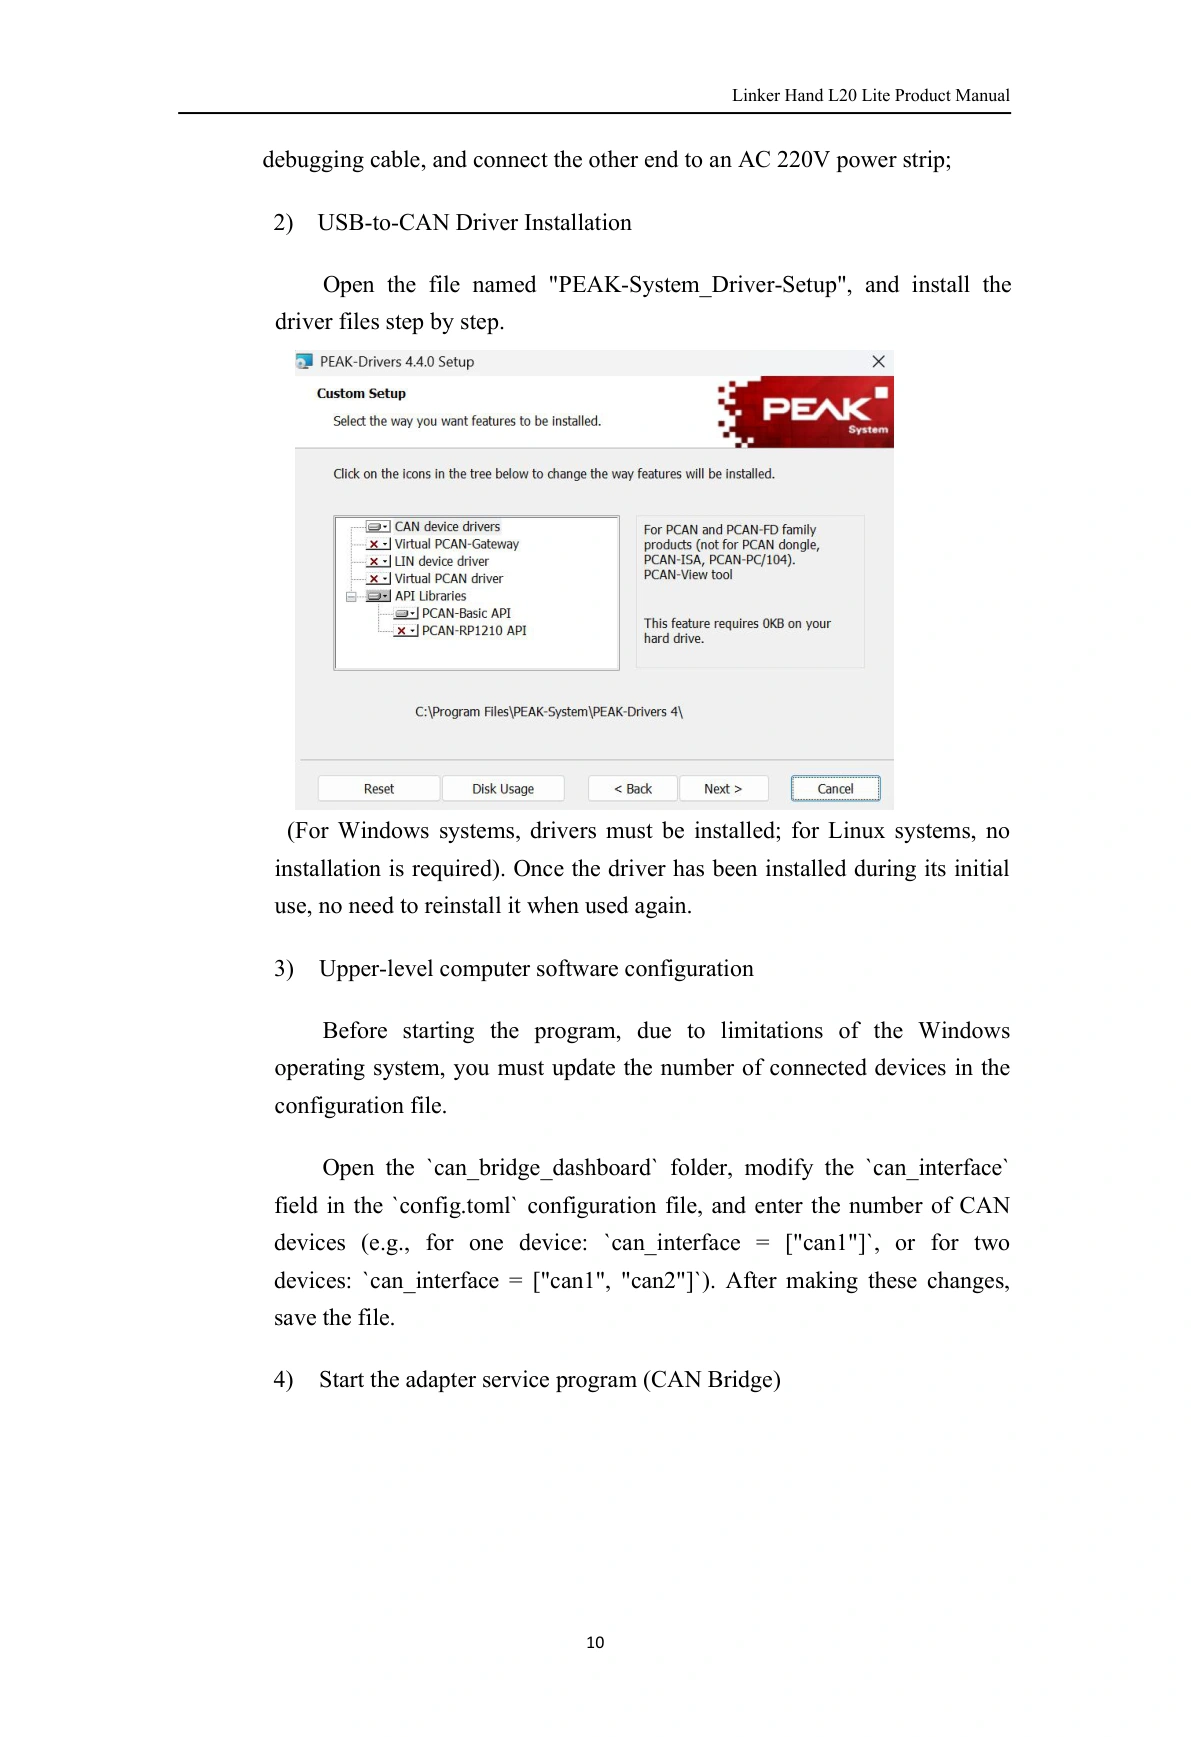 Linker Hand L20 Lite Product Manual
debugging cable, and connect the other end to an AC 220V power strip;
2) USB-to-CAN Driver Installation
Open the file named "PEAK-System_Driver-Setup", and install the
driver files step by step.
PEAK-Drivers 4.4.0 Setup
Custom Setup
Select the way you want features to be installed.
PEAK
System
Click on the icons in the tree below to change the way features will be installed.
CAN device drivers
Virtual PCAN-Gateway
LIN device driver
Virtual PCAN driver
API Libraries
PCAN-Basic API
PCAN-RP1210 API
For PCAN and PCAN-FD family
products (not for PCAN dongle,
PCAN-ISA, PCAN-PC/104).
PCAN-View tool
This feature requires 0KB on your
hard drive.
C:\Program Files\PEAK-System\PEAK-Drivers 4\
Reset
Disk Usage
< Back
Next >
Cancel
(For Windows systems, drivers must be installed; for Linux systems, no
installation is required). Once the driver has been installed during its initial
use, no need to reinstall it when used again.
3) Upper-level computer software configuration
Before starting the program, due to limitations of the Windows
operating system, you must update the number of connected devices in the
configuration file.
Open the `can_bridge_dashboard` folder, modify the `can_interface`
field in the `config.toml` configuration file, and enter the number of CAN
devices (e.g., for one device: `can_interface = ["can1"]`, or for two
devices: `can_interface = ["can1", "can2"]`). After making these changes,
save the file.
4) Start the adapter service program (CAN Bridge)
10